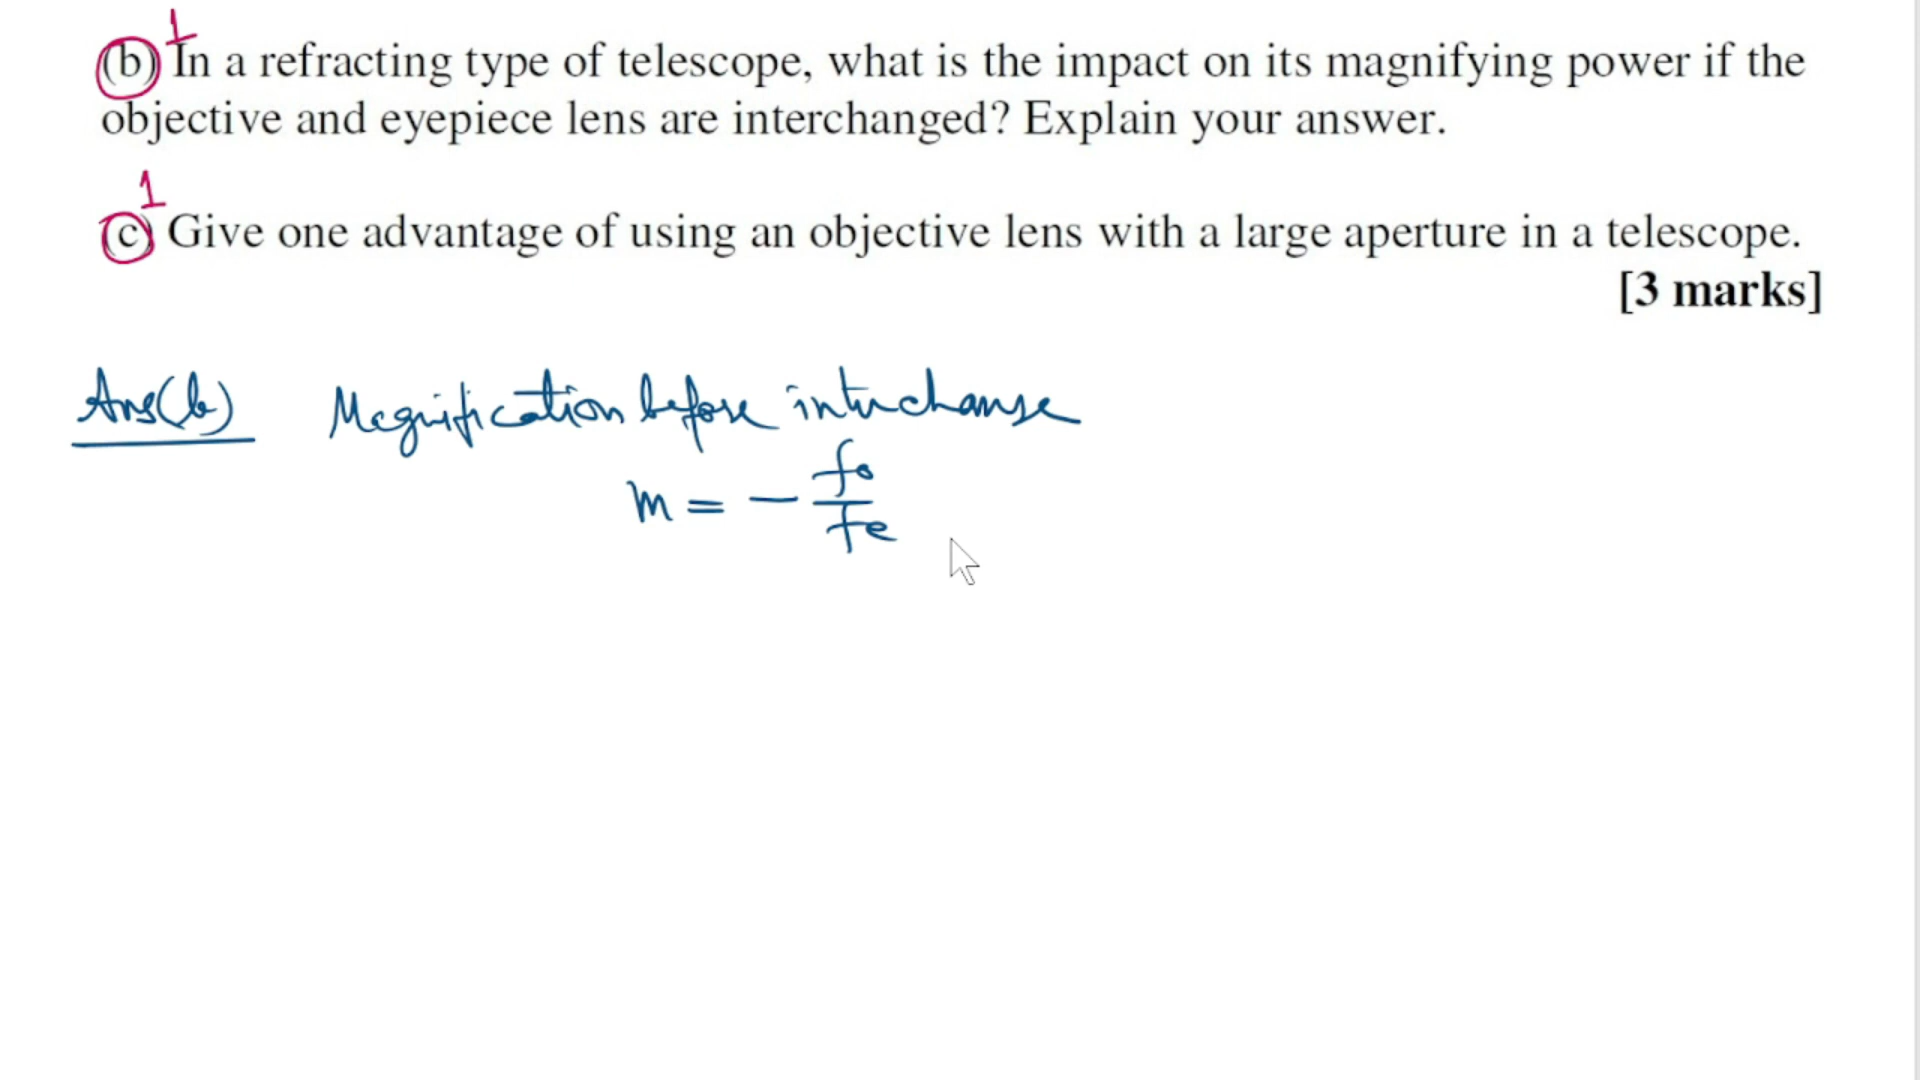 1
(b) In a refracting type of telescope, what is the impact on its magnifying power if the
objective and eyepiece lens are interchanged? Explain your answer.
1
(c) Give one advantage of using an objective lens with a large aperture in a telescope.
[3 marks]
Ans(b) Magnification before interchange
m = - fo/fe